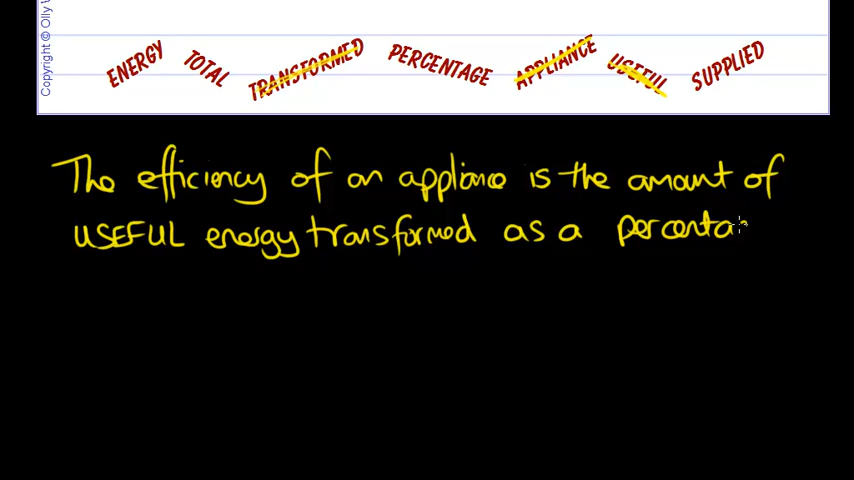 Copyright © Olly
ENERGY TOTAL TRANSFORMED PERCENTAGE APPLIANCE USEFUL SUPPLIED
The efficiency of an appliance is the amount of
USEFUL energy transformed as a percenta